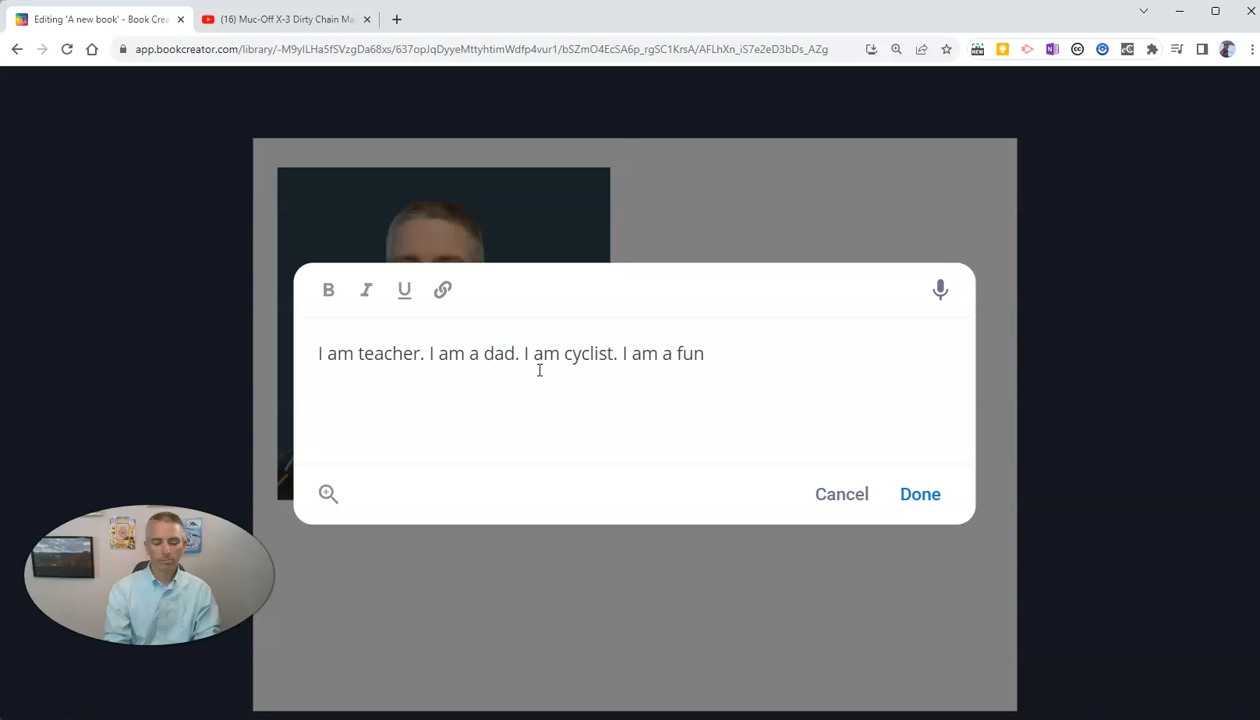 Editing 'A new book' - Book Crea
(16) Muc-Off X-3 Dirty Chain Ma
app.bookcreator.com/library/-M9ylLHa5fSVzgDa68xs/637opJqDyyeMttyhtimWdfp4vur1/bSZmO4EcSA6p_rgSC1KrsA/AFLhXn_iS7e2eD3bDs_AZg
B I U
I am teacher. I am a dad. I am cyclist. I am a fun
Cancel Done